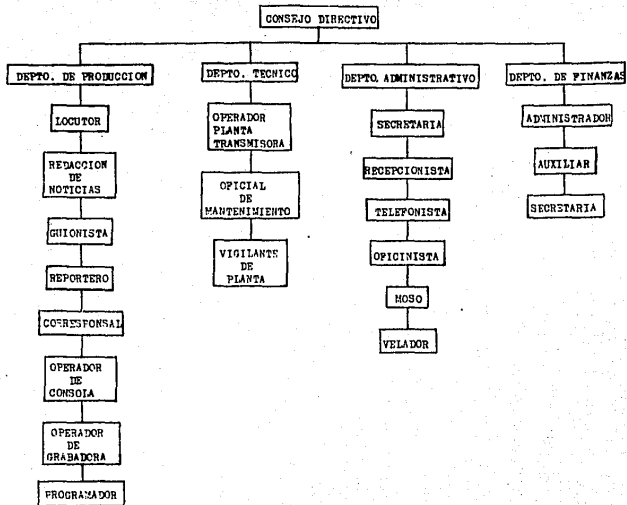 CONSEJO DIRECTIVO
DEPTO. DE PRODUCCION
LOCUTOR
REDACCION
DE
NOTICIAS
GUIONISTA
REPORTERO
CORRESPONSAL
OPERADOR
DE
CONSOLA
OPERADOR
DE
GRABADORA
PROGRAMADOR
DEPTO. TECNICO
OPERADOR
PLANTA
TRANSMISORA
OFICIAL
DE
MANTENIMIENTO
VIGILANTE
DE
PLANTA
DEPTO. ADMINISTRATIVO
SECRETARIA
RECEPCIONISTA
TELEFONISTA
OFICINISTA
MOSO
VELADOR
DEPTO. DE FINANZAS
ADMINISTRADOR
AUXILIAR
SECRETARIA